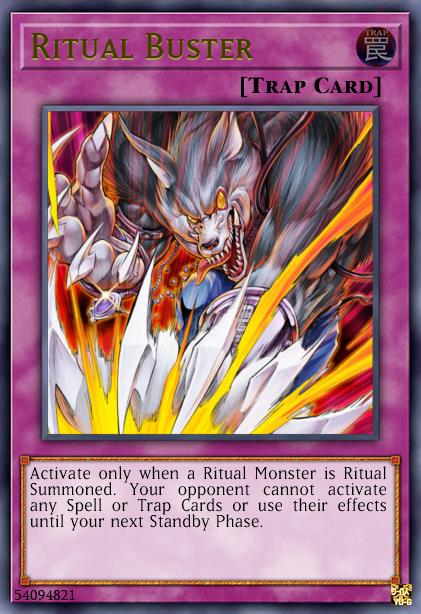 Ritual Buster
TRAP
罠
[Trap Card]
Activate only when a Ritual Monster is Ritual
Summoned. Your opponent cannot activate
any Spell or Trap Cards or use their effects
until your next Standby Phase.
54094821